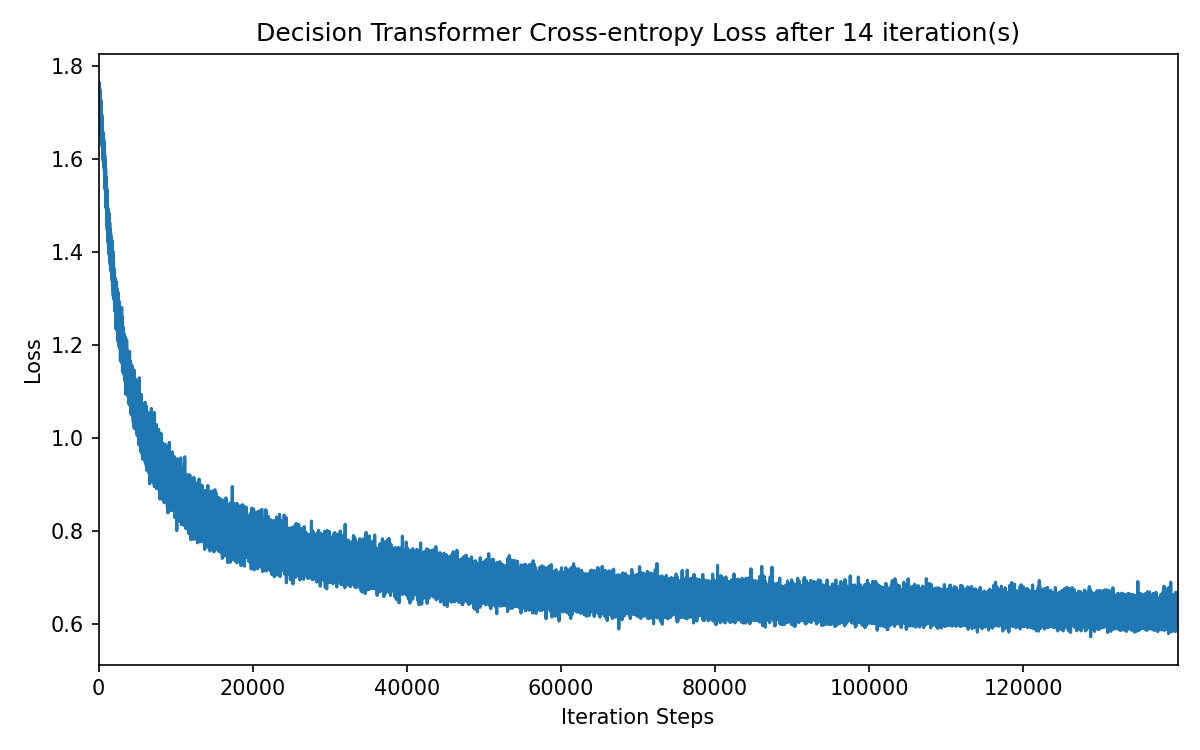 Decision Transformer Cross-entropy Loss after 14 iteration(s)
1.8
1.6
1.4
1.2
1.0
0.8
0.6
Loss
0 20000 40000 60000 80000 100000 120000
Iteration Steps